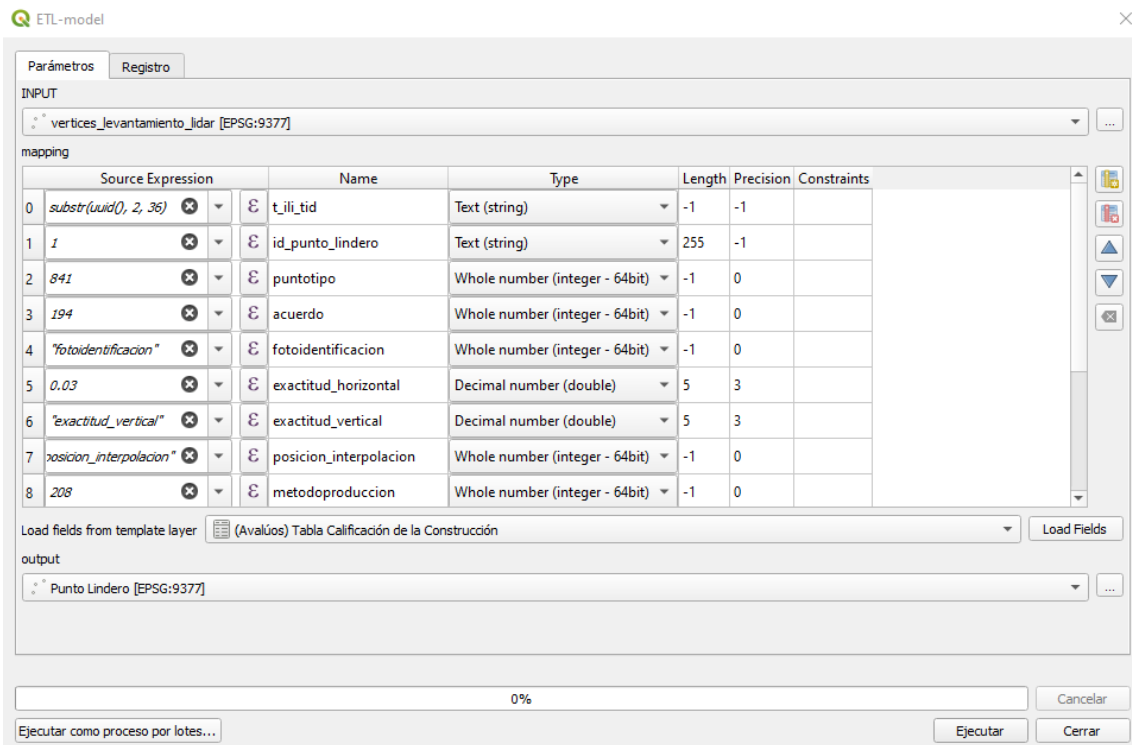 ETL-model
Parámetros Registro
INPUT
vertices_levantamiento_lidar [EPSG:9377] ...
mapping
Source Expression Name Type Length Precision Constraints
0 substr(uuid(), 2, 36) ε t_ili_tid Text (string) -1 -1
1 1 ε id_punto_lindero Text (string) 255 -1
2 841 ε puntotipo Whole number (integer - 64bit) -1 0
3 194 ε acuerdo Whole number (integer - 64bit) -1 0
4 "fotoidentificacion" ε fotoidentificacion Whole number (integer - 64bit) -1 0
5 0.03 ε exactitud_horizontal Decimal number (double) 5 3
6 "exactitud_vertical" ε exactitud_vertical Decimal number (double) 5 3
7 posicion_interpolacion" ε posicion_interpolacion Whole number (integer - 64bit) -1 0
8 208 ε metodoproduccion Whole number (integer - 64bit) -1 0
Load fields from template layer (Avalúos) Tabla Calificación de la Construcción Load Fields
output
Punto Lindero [EPSG:9377] ...
0% Cancelar
Ejecutar como proceso por lotes... Ejecutar Cerrar